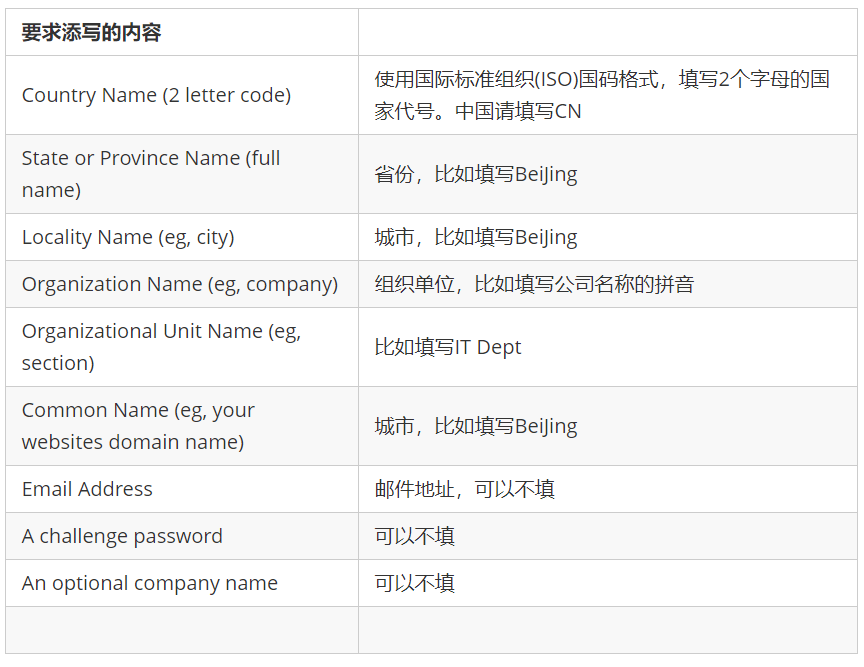 要求添写的内容
Country Name (2 letter code)
使用国际标准组织(ISO)国码格式，填写2个字母的国
家代号。中国请填写CN
State or Province Name (full
name)
省份，比如填写BeiJing
Locality Name (eg, city)
城市，比如填写BeiJing
Organization Name (eg, company)
组织单位，比如填写公司名称的拼音
Organizational Unit Name (eg,
section)
比如填写IT Dept
Common Name (eg, your
websites domain name)
城市，比如填写BeiJing
Email Address
邮件地址，可以不填
A challenge password
可以不填
An optional company name
可以不填